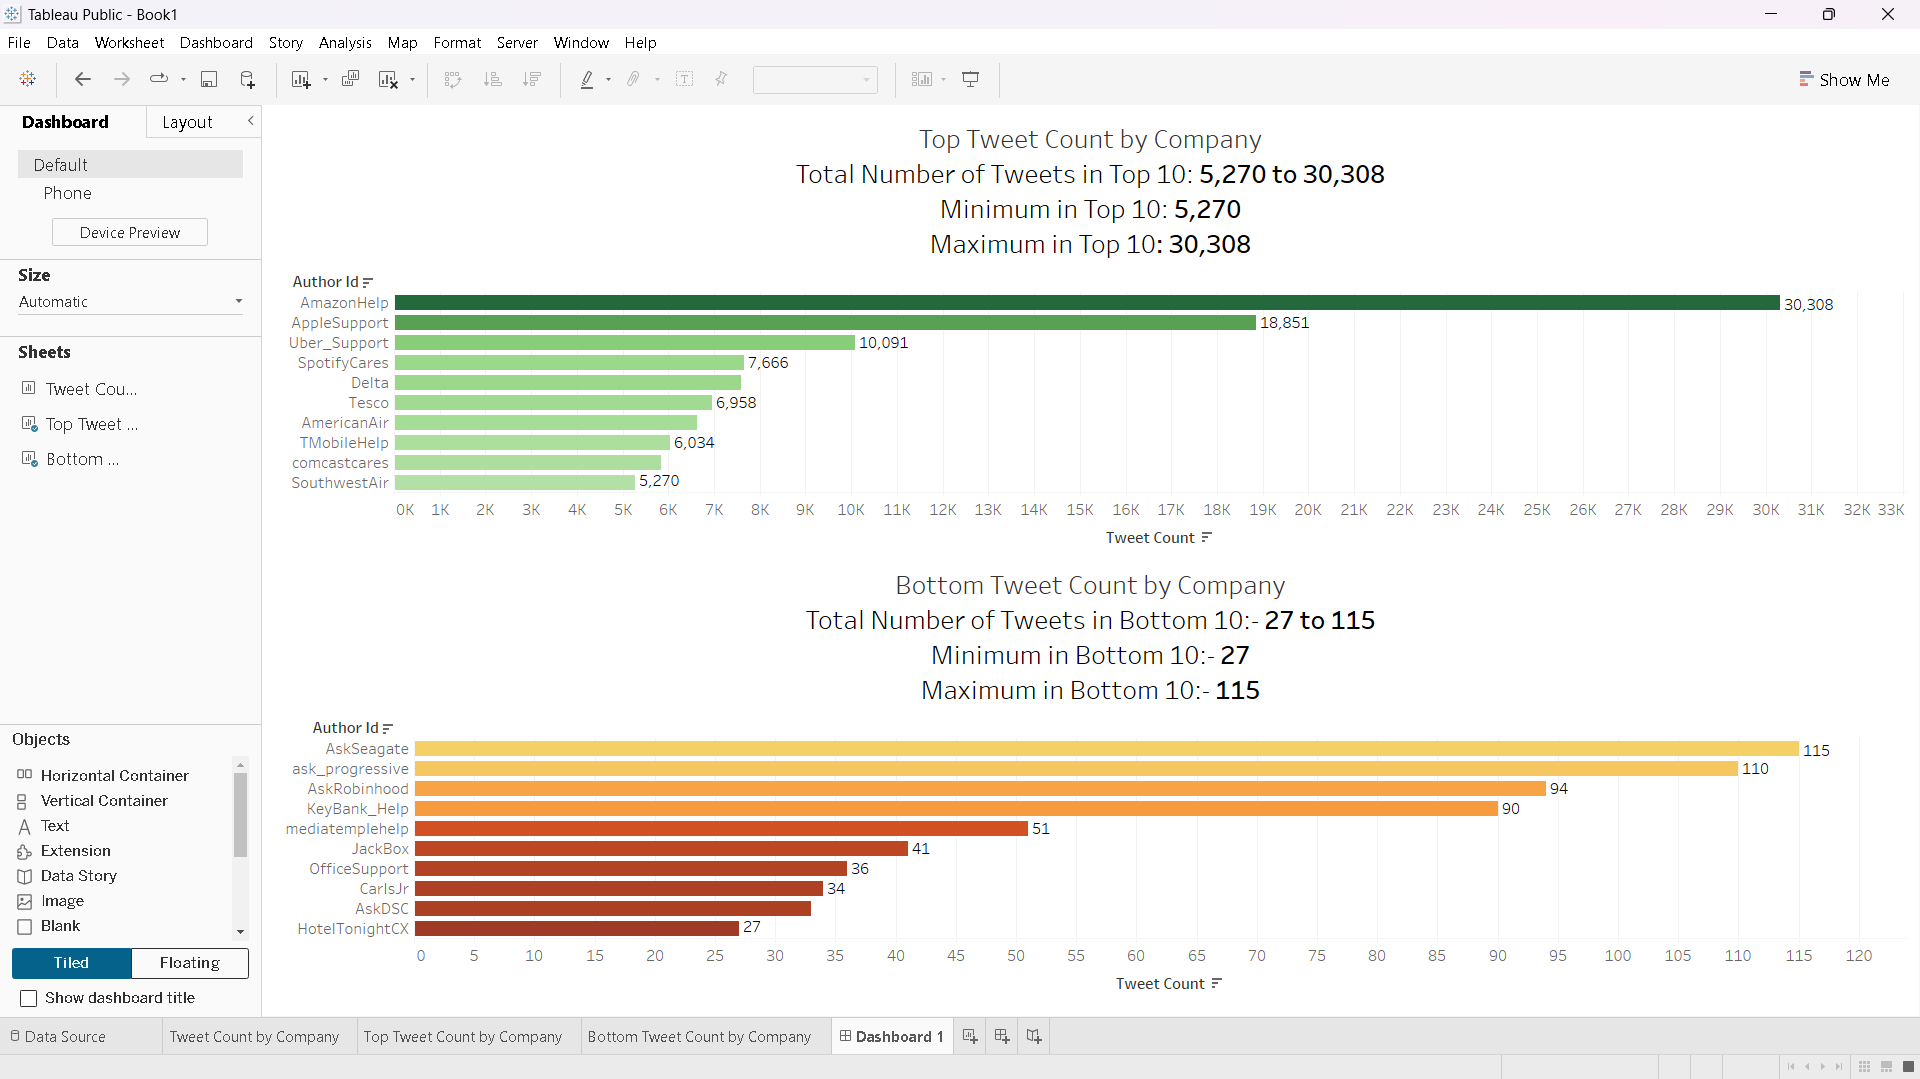 Tableau Public - Book1
File Data Worksheet Dashboard Story Analysis Map Format Server Window Help
Show Me
Dashboard Layout
Default
Phone
Device Preview
Size
Automatic
Sheets
Tweet Cou...
Top Tweet ...
Bottom ...
Objects
Horizontal Container
Vertical Container
Text
Extension
Data Story
Image
Blank
Tiled Floating
Show dashboard title
Top Tweet Count by Company
Total Number of Tweets in Top 10: 5,270 to 30,308
Minimum in Top 10: 5,270
Maximum in Top 10: 30,308
Author Id
AmazonHelp 30,308
AppleSupport 18,851
Uber_Support 10,091
SpotifyCares 7,666
Delta
Tesco 6,958
AmericanAir
TMobileHelp 6,034
comcastcares
SouthwestAir 5,270
0K 1K 2K 3K 4K 5K 6K 7K 8K 9K 10K 11K 12K 13K 14K 15K 16K 17K 18K 19K 20K 21K 22K 23K 24K 25K 26K 27K 28K 29K 30K 31K 32K 33K
Tweet Count
Bottom Tweet Count by Company
Total Number of Tweets in Bottom 10:- 27 to 115
Minimum in Bottom 10:- 27
Maximum in Bottom 10:- 115
Author Id
AskSeagate 115
ask_progressive 110
AskRobinhood 94
KeyBank_Help 90
mediatemplehelp 51
JackBox 41
OfficeSupport 36
CarlsJr 34
AskDSC
HotelTonightCX 27
0 5 10 15 20 25 30 35 40 45 50 55 60 65 70 75 80 85 90 95 100 105 110 115 120
Tweet Count
Data Source Tweet Count by Company Top Tweet Count by Company Bottom Tweet Count by Company Dashboard 1